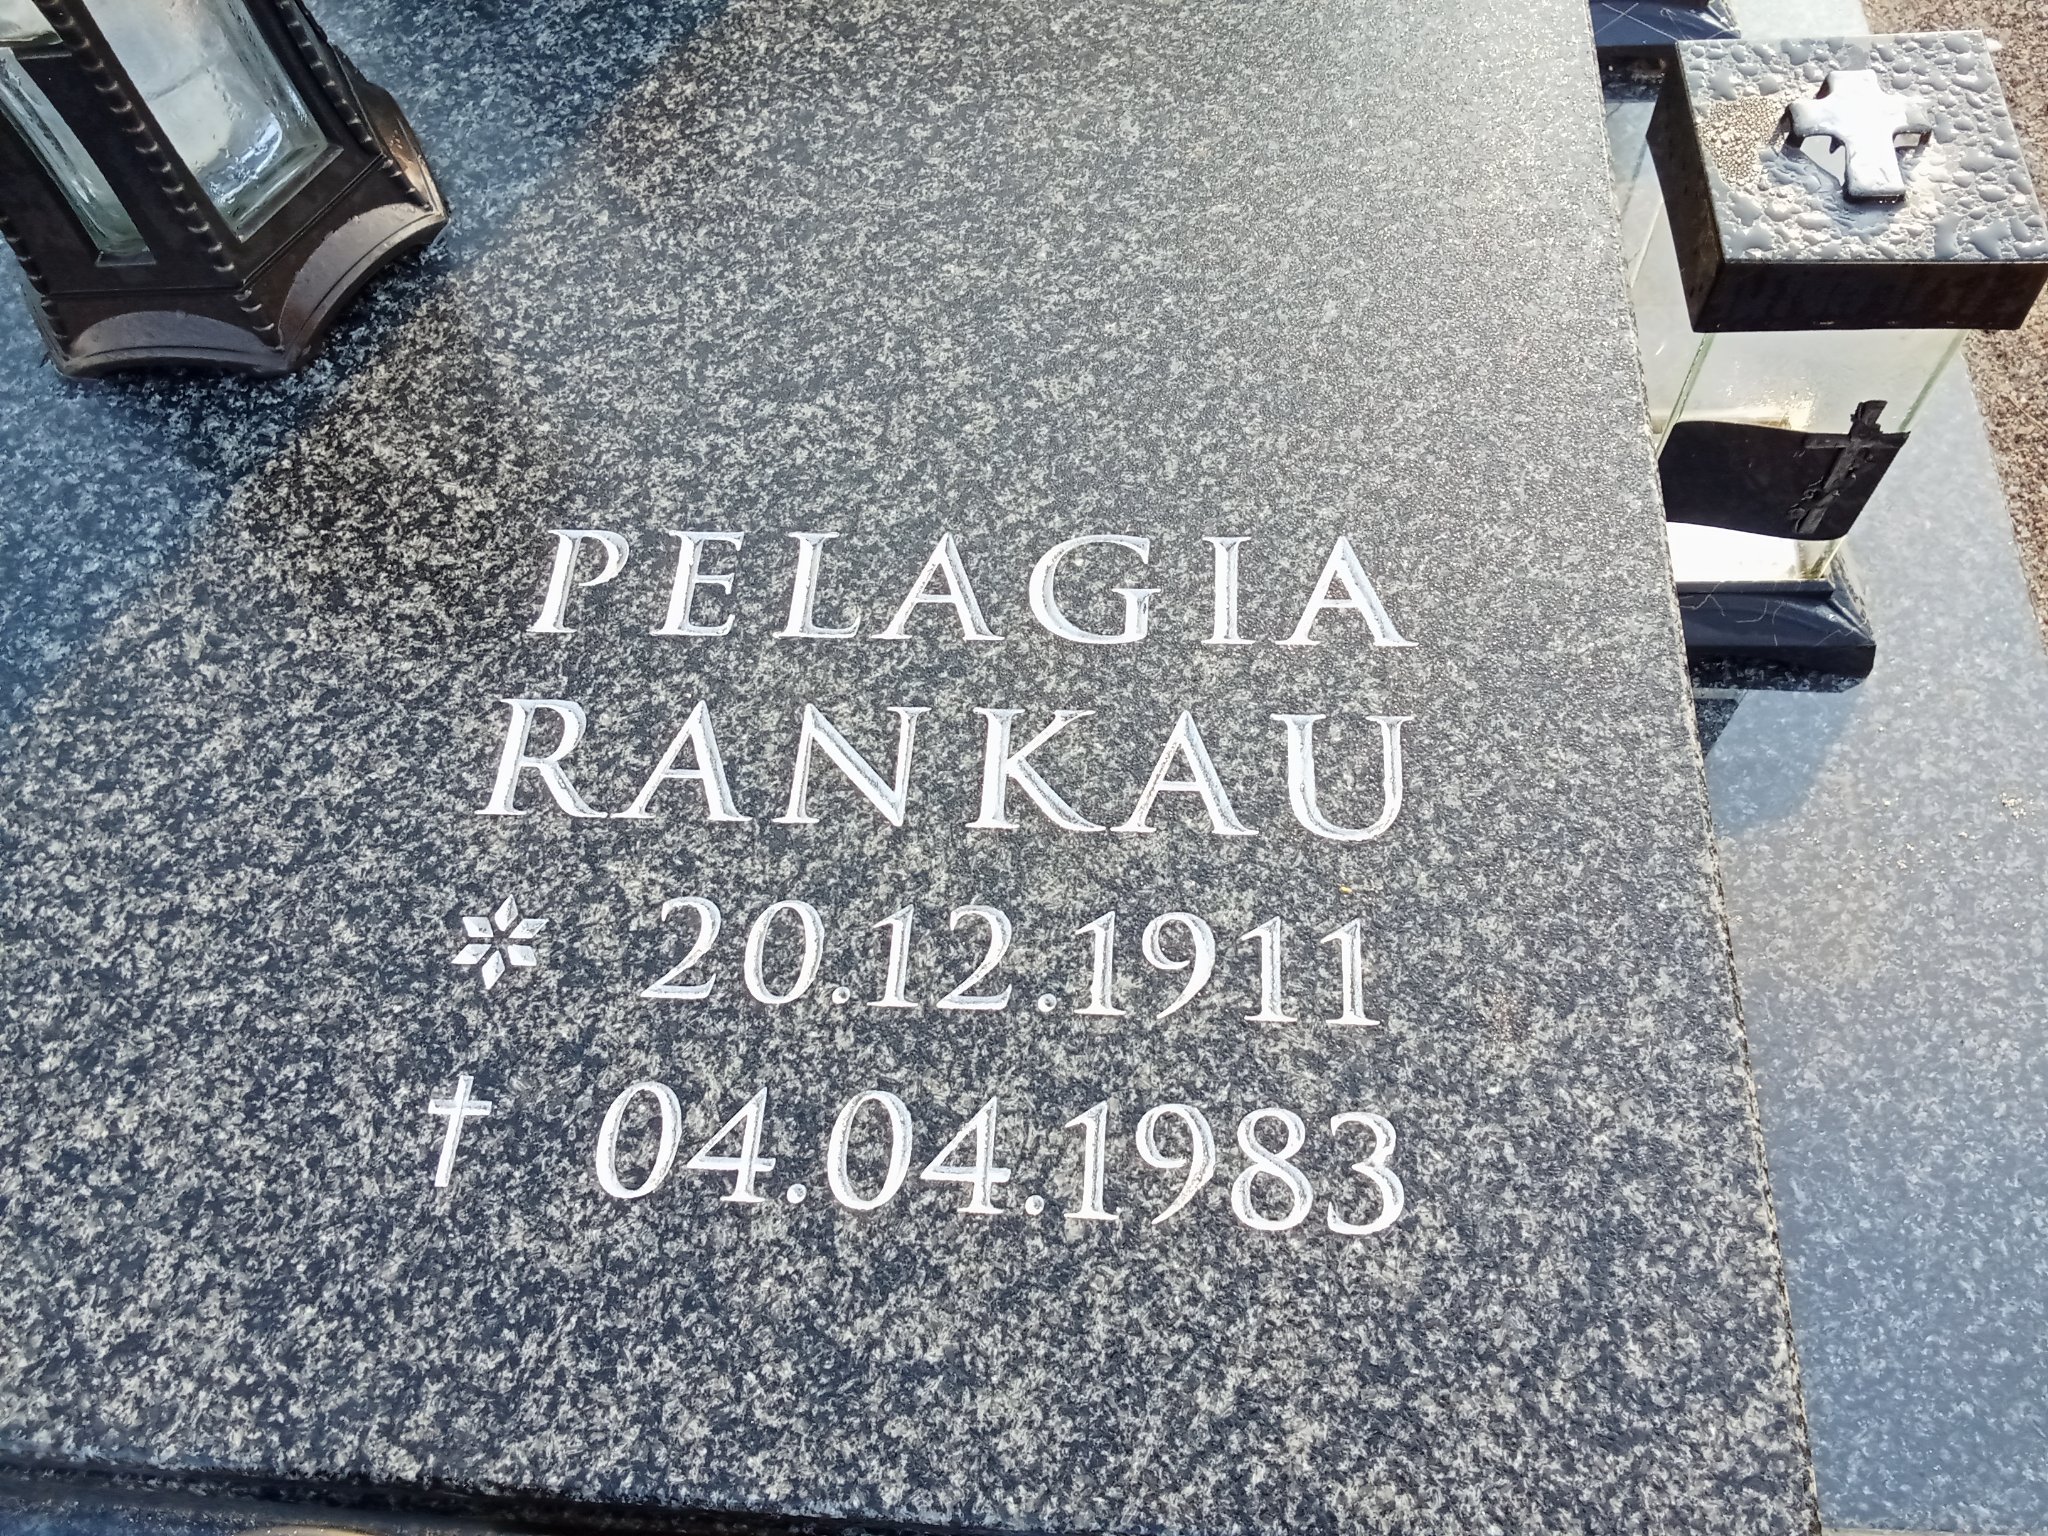 PELAGIA
RANKAU
* 20.12.1911
† 04.04.1983